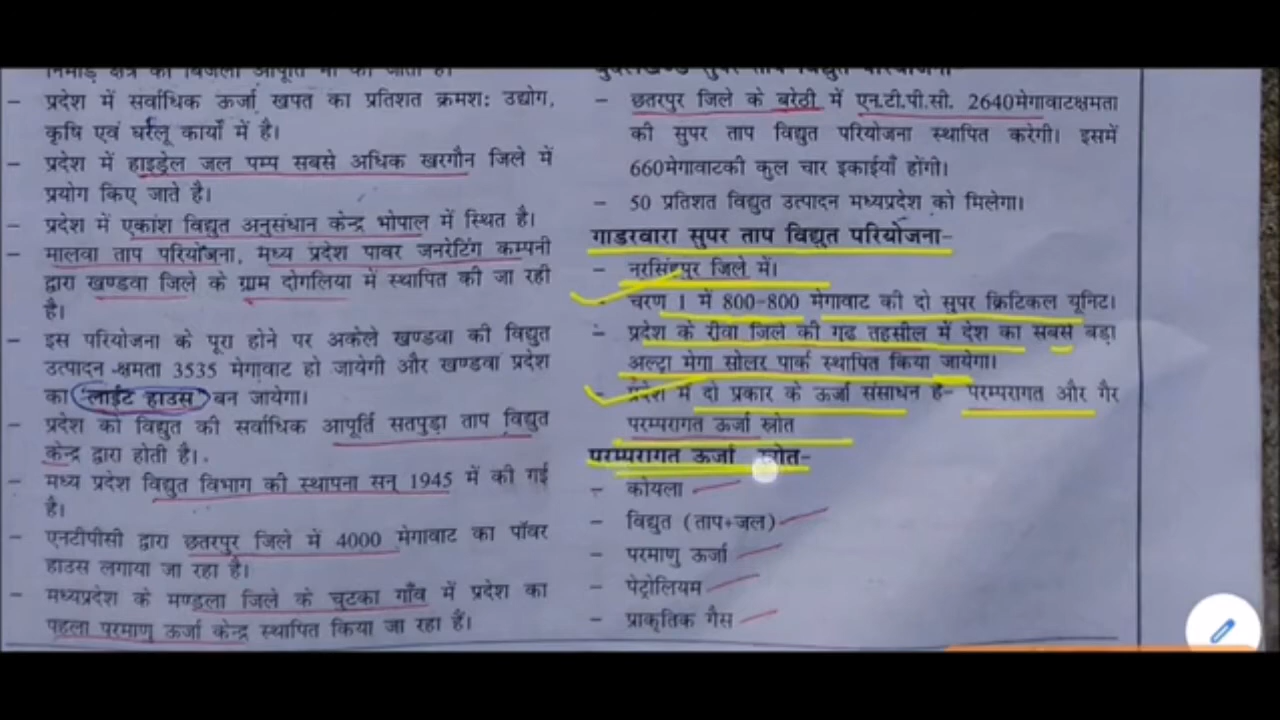 प्रदेश में सर्वाधिक ऊर्जा खपत का प्रतिशत क्रमश: उद्योग,
कृषि एवं घरेलू कार्यों में है।
प्रदेश में हाइड्रेल जल पम्प सबसे अधिक खरगौन जिले में
प्रयोग किए जाते है।
प्रदेश में एकांश विद्युत अनुसंधान केन्द्र भोपाल में स्थित है।
मालवा ताप परियोजना, मध्य प्रदेश पावर जनरेटिंग कम्पनी
द्वारा खण्डवा जिले के ग्राम दोगलिया में स्थापित की जा रही
है।
इस परियोजना के पूरा होने पर अकेले खण्डवा की विद्युत
उत्पादन-क्षमता 3535 मेगावाट हो जायेगी और खण्डवा प्रदेश
का लाईट हाउस बन जायेगा।
प्रदेश को विद्युत की सर्वाधिक आपूर्ति सतपुड़ा ताप विद्युत
केन्द्र द्वारा होती है।
मध्य प्रदेश विद्युत विभाग की स्थापना सन् 1945 में की गई
है।
एनटीपीसी द्वारा छतरपुर जिले में 4000 मेगावाट का पॉवर
हाउस लगाया जा रहा है।
मध्यप्रदेश के मण्डला जिले के चुटका गाँव में प्रदेश का
पहला परमाणु ऊर्जा केन्द्र स्थापित किया जा रहा हैं।
छतरपुर जिले के बरेठी में एन.टी.पी.सी. 2640मेगावाटक्षमता
की सुपर ताप विद्युत परियोजना स्थापित करेगी। इसमें
660मेगावाटकी कुल चार इकाईयाँ होंगी।
50 प्रतिशत विद्युत उत्पादन मध्यप्रदेश को मिलेगा।
गाडरवारा सुपर ताप विद्युत परियोजना-
नरसिंहपुर जिले में।
चरण 1 में 800-800 मेगावाट की दो सुपर क्रिटिकल यूनिट।
प्रदेश के रीवा जिले की गढ तहसील में देश का सबसे बड़ा
अल्ट्रा मेगा सोलर पार्क स्थापित किया जायेगा।
प्रदेश में दो प्रकार के ऊर्जा संसाधन है- परम्परागत और गैर
परम्परागत ऊर्जा स्रोत
परम्परागत ऊर्जा स्रोत-
कोयला
विद्युत (ताप+जल)
परमाणु ऊर्जा
पेट्रोलियम
प्राकृतिक गैस